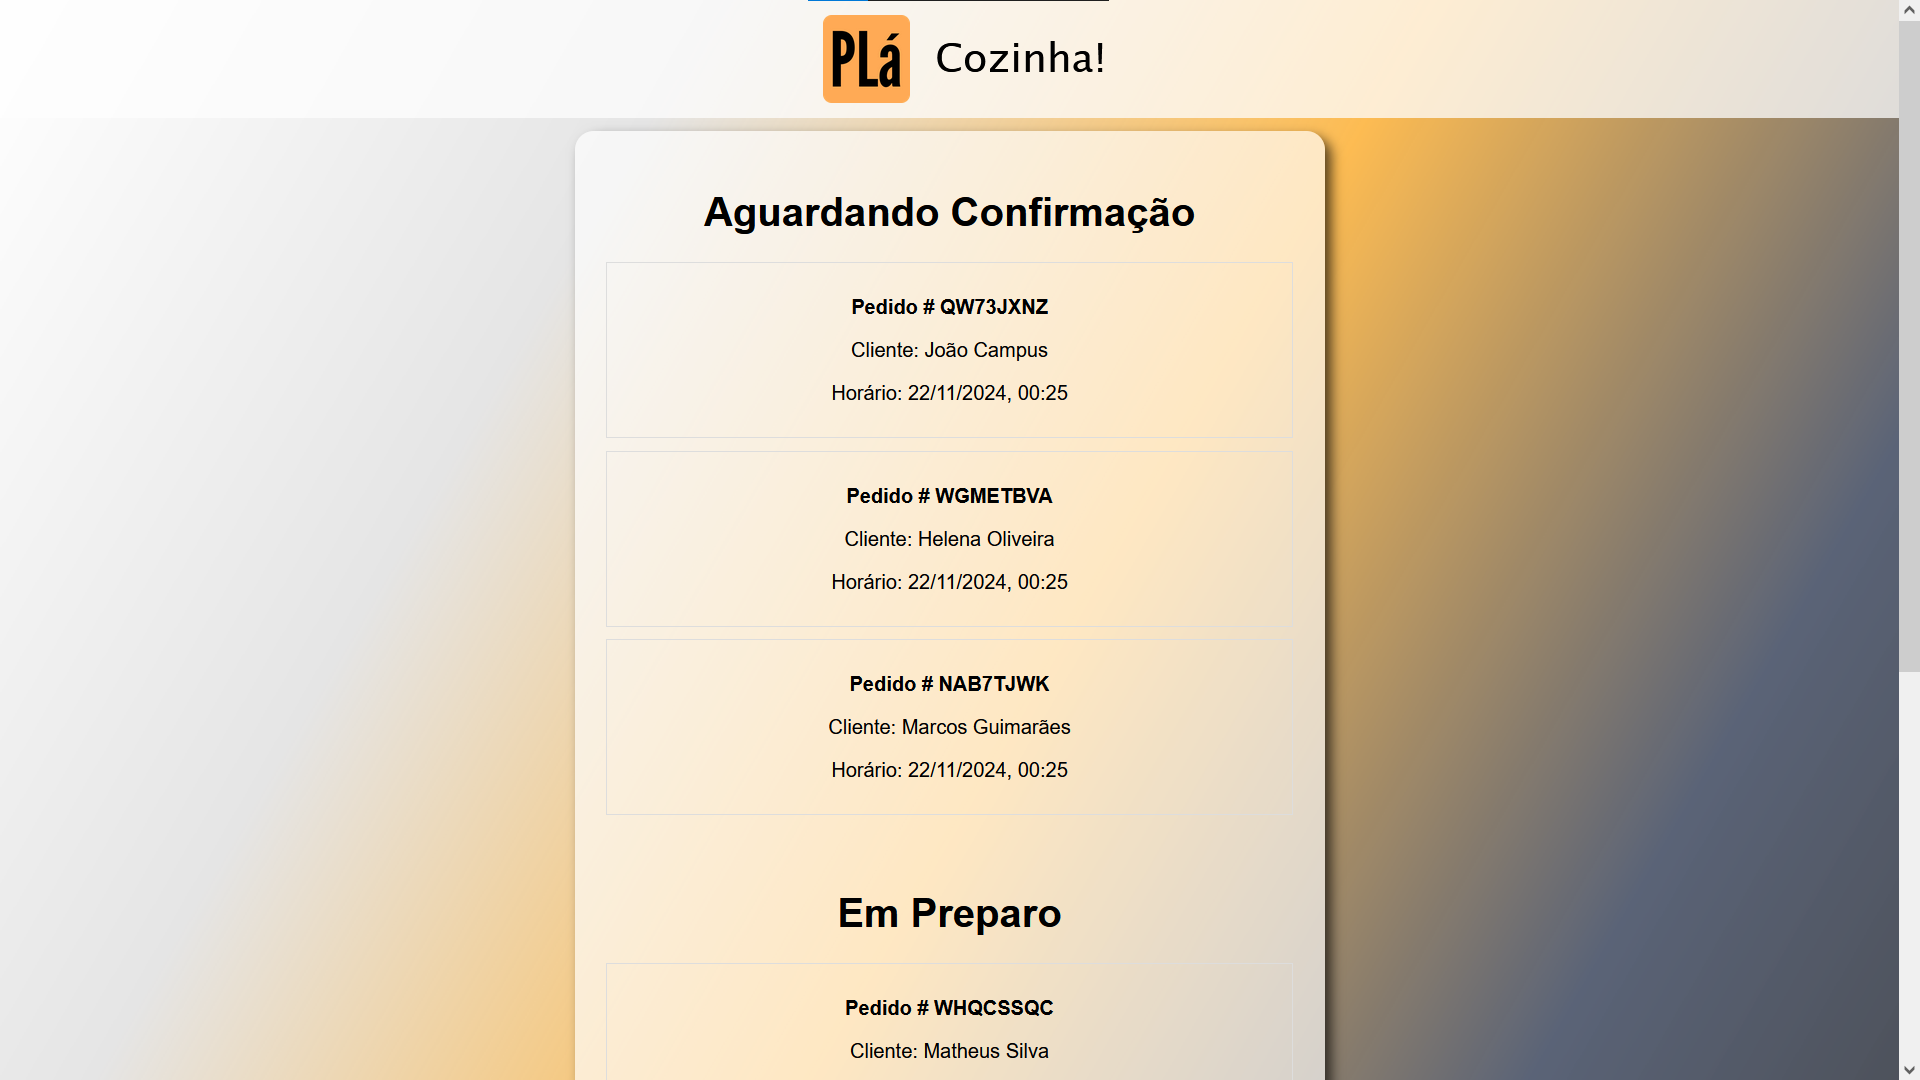 PLá Cozinha!
Aguardando Confirmação
Pedido # QW73JXNZ
Cliente: João Campus
Horário: 22/11/2024, 00:25
Pedido # WGMETBVA
Cliente: Helena Oliveira
Horário: 22/11/2024, 00:25
Pedido # NAB7TJWK
Cliente: Marcos Guimarães
Horário: 22/11/2024, 00:25
Em Preparo
Pedido # WHQCSSQC
Cliente: Matheus Silva